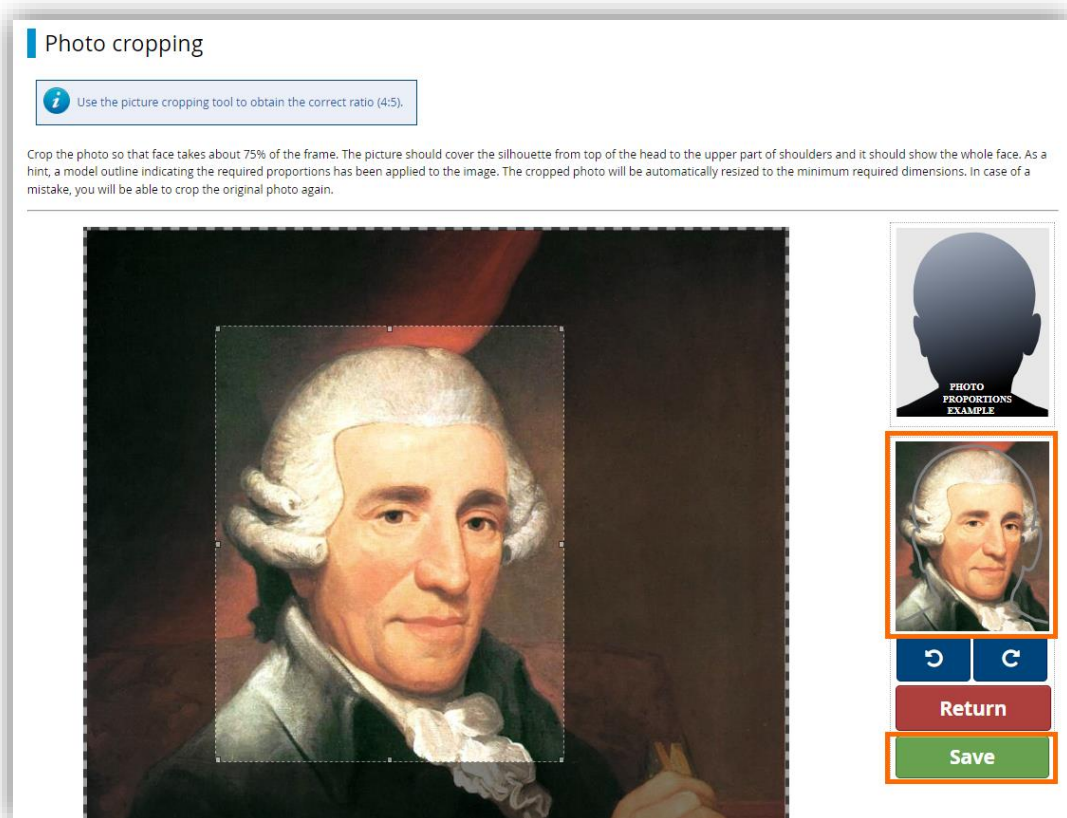 Photo cropping
Use the picture cropping tool to obtain the correct ratio (4:5).
Crop the photo so that face takes about 75% of the frame. The picture should cover the silhouette from top of the head to the upper part of shoulders and it should show the whole face. As a
hint, a model outline indicating the required proportions has been applied to the image. The cropped photo will be automatically resized to the minimum required dimensions. In case of a
mistake, you will be able to crop the original photo again.
PHOTO
PROPORTIONS
EXAMPLE
Return
Save